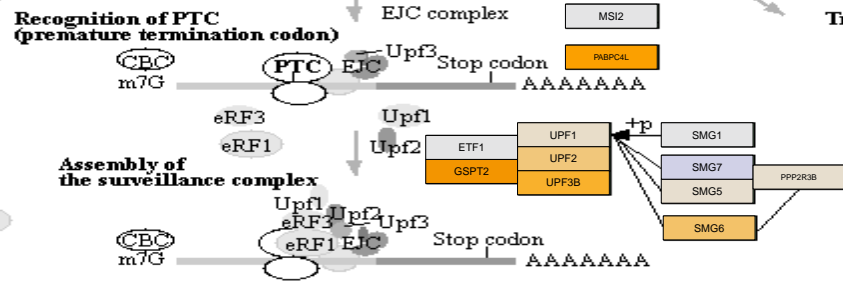 Recognition of PTC
(premature termination codon)
EJC complex
MSI2
Tr
CBC
m7G
PTC
EJC
Upf3
Stop codon
AAAAAAA
PABPC4L
eRF3
eRF1
Upf1
Upf2
ETF1
GSPT2
UPF1
UPF2
UPF3B
+p
SMG1
SMG7
SMG5
SMG6
PPP2R3B
Assembly of
the surveillance complex
Upf1
eRF3
Upf2
Upf3
CBC
m7G
eRF1
EJC
Stop codon
AAAAAAA